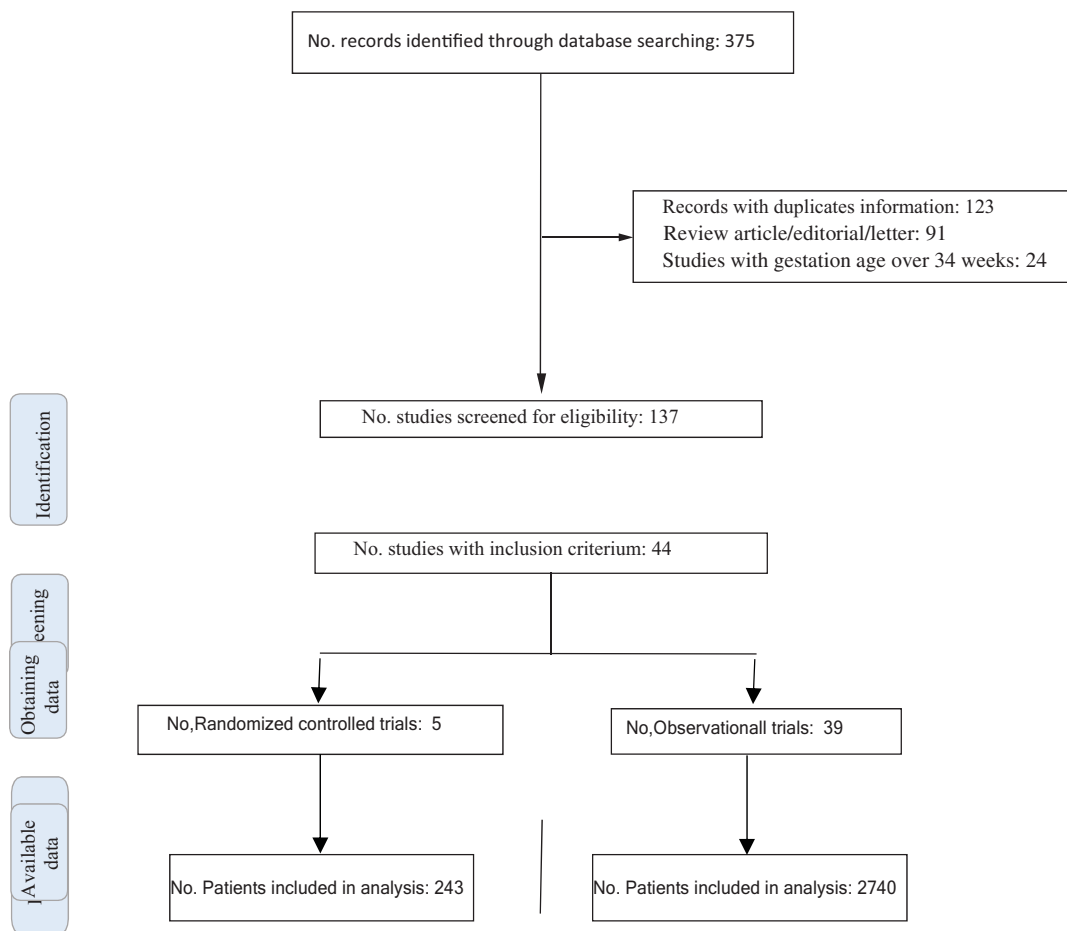 No. records identified through database searching: 375
Records with duplicates information: 123
Review article/editorial/letter: 91
Studies with gestation age over 34 weeks: 24
No. studies screened for eligibility: 137
Identification
No. studies with inclusion criterium: 44
eening
Obtaining
data
No,Randomized controlled trials: 5
No,Observationall trials: 39
Available
data
No. Patients included in analysis: 243
No. Patients included in analysis: 2740